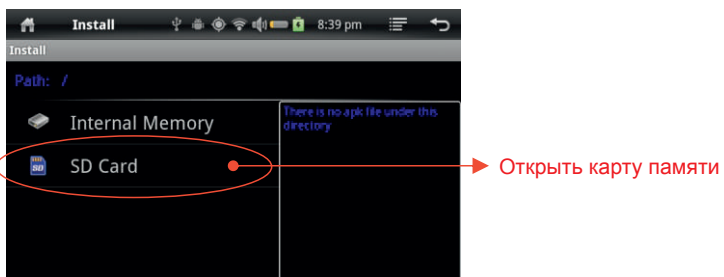 Install 8:39 pm
Install
Path: /
Internal Memory
There is no apk file under this
directory
SD Card
SD
Открыть карту памяти